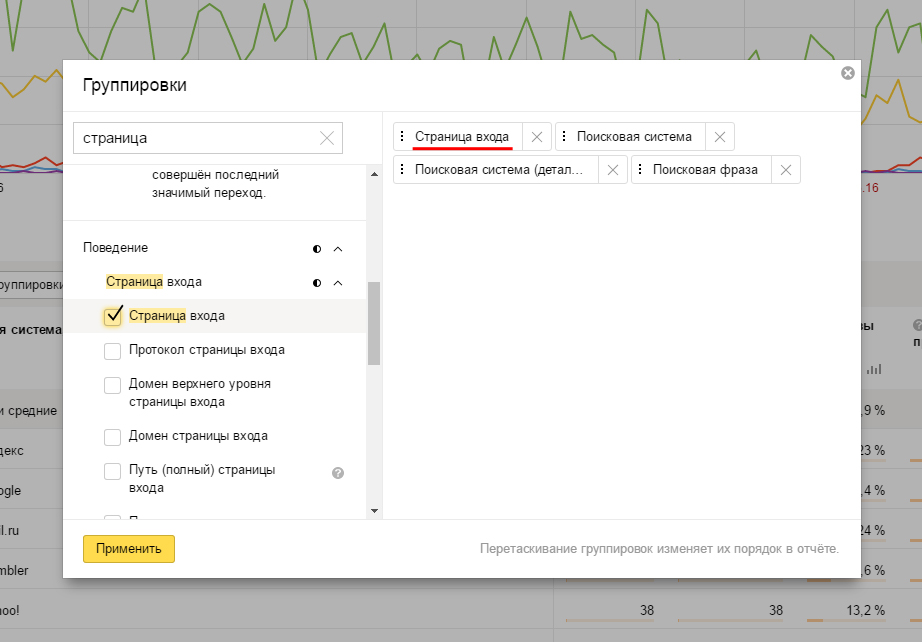 Группировки
страница
совершён последний
значимый переход.
Поведение
Страница входа
Страница входа
Протокол страницы входа
Домен верхнего уровня
страницы входа
Домен страницы входа
Путь (полный) страницы
входа
Страница входа
Поисковая система
Поисковая система (детал...
Поисковая фраза
Применить
Перетаскивание группировок изменяет их порядок в отчёте.
6
.16
руппировки
я система
и средние
,9 %
декс
23 %
ogle
,4 %
il.ru
24 %
mbler
,6 %
hoo!
38
38
13,2 %